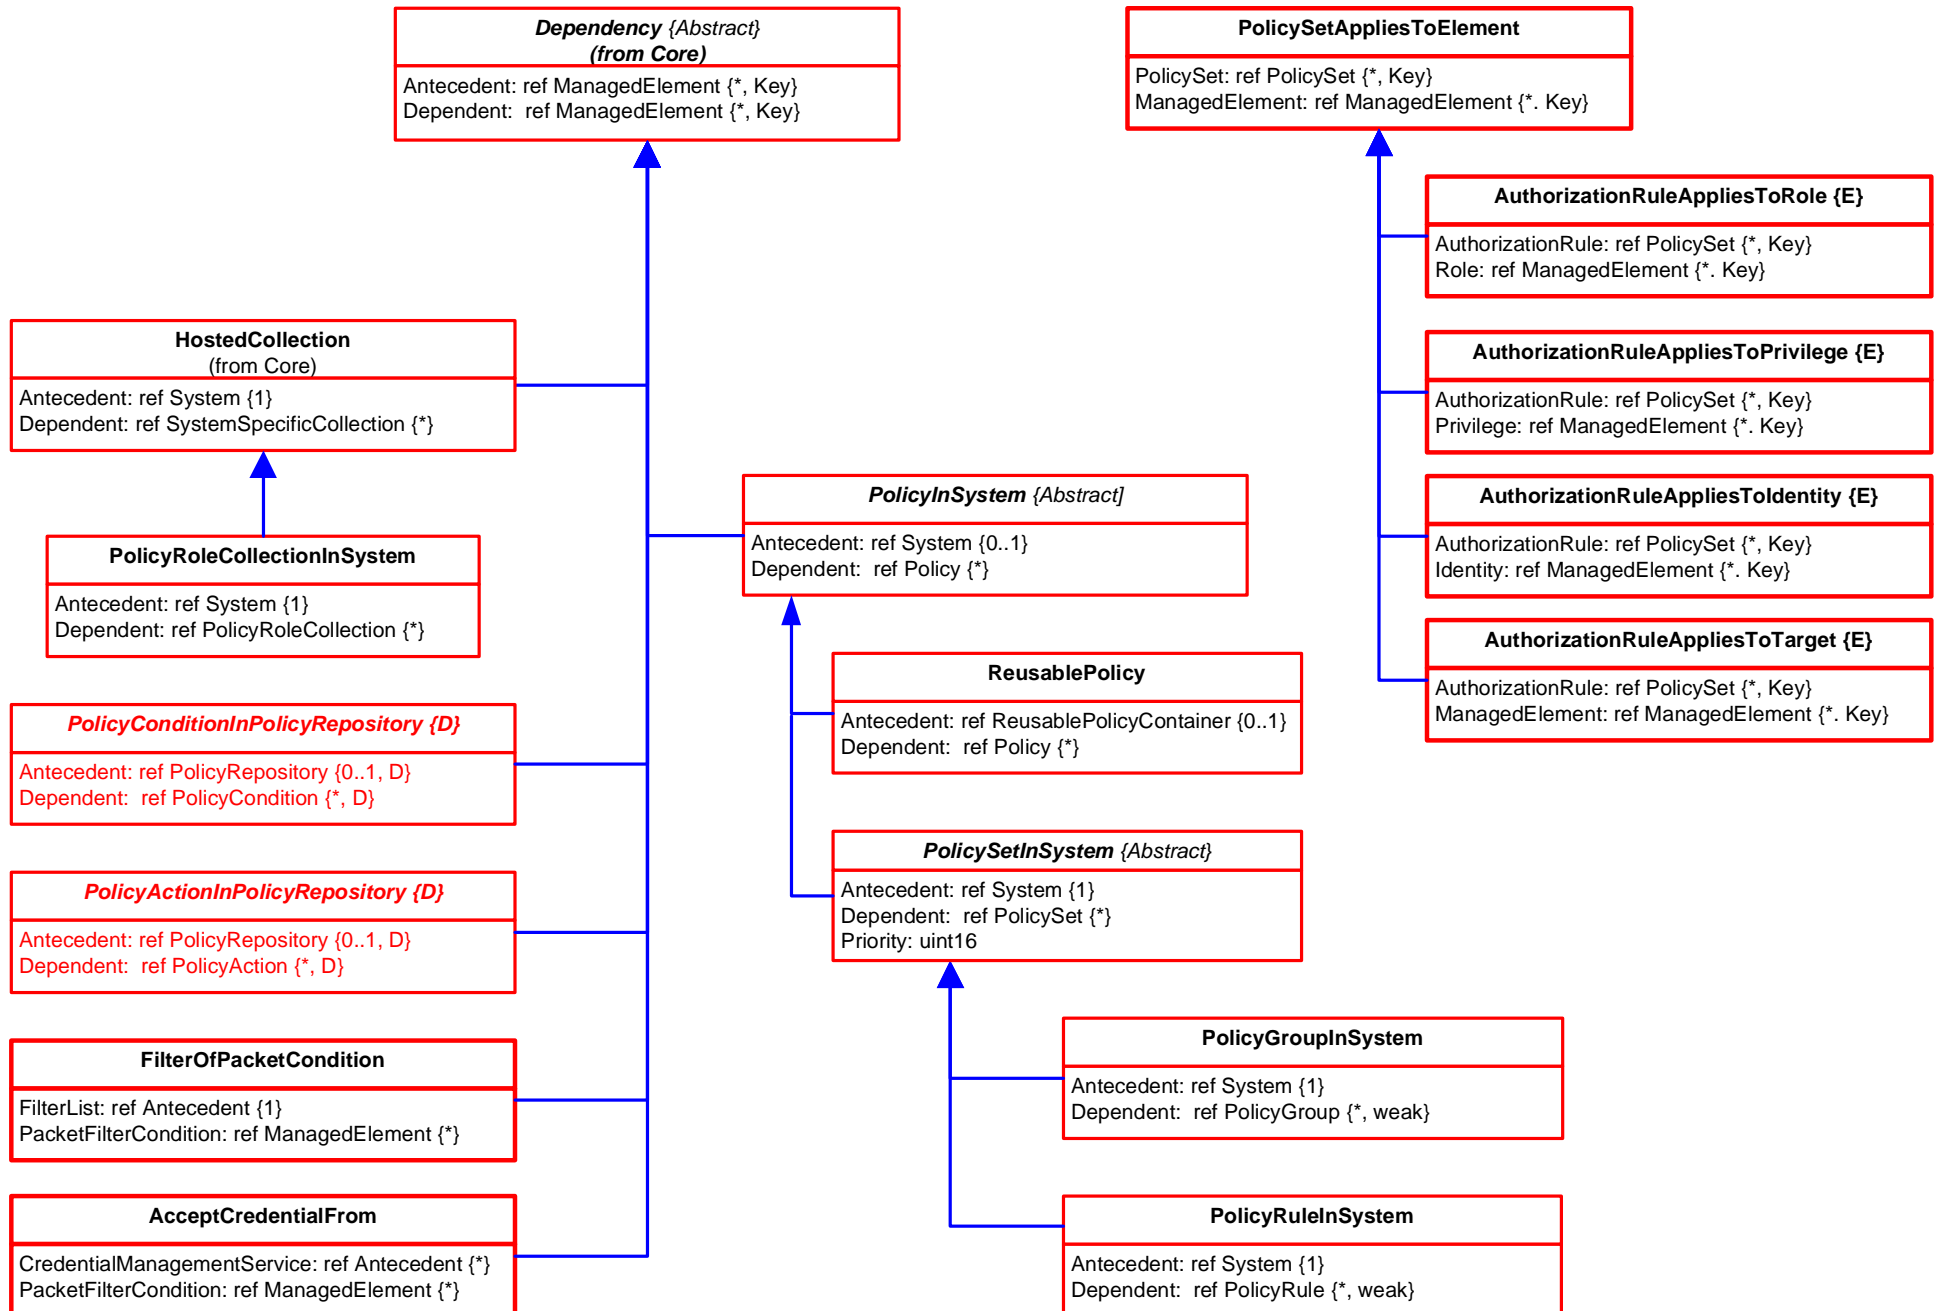 Dependency {Abstract}
(from Core)
Antecedent: ref ManagedElement {*, Key}
Dependent: ref ManagedElement {*, Key}
PolicySetAppliesToElement
PolicySet: ref PolicySet {*, Key}
ManagedElement: ref ManagedElement {*. Key}
AuthorizationRuleAppliesToRole {E}
AuthorizationRule: ref PolicySet {*, Key}
Role: ref ManagedElement {*. Key}
AuthorizationRuleAppliesToPrivilege {E}
AuthorizationRule: ref PolicySet {*, Key}
Privilege: ref ManagedElement {*. Key}
AuthorizationRuleAppliesToIdentity {E}
AuthorizationRule: ref PolicySet {*, Key}
Identity: ref ManagedElement {*. Key}
AuthorizationRuleAppliesToTarget {E}
AuthorizationRule: ref PolicySet {*, Key}
ManagedElement: ref ManagedElement {*. Key}
HostedCollection
(from Core)
Antecedent: ref System {1}
Dependent: ref SystemSpecificCollection {*}
PolicyRoleCollectionInSystem
Antecedent: ref System {1}
Dependent: ref PolicyRoleCollection {*}
PolicyConditionInPolicyRepository {D}
Antecedent: ref PolicyRepository {0..1, D}
Dependent: ref PolicyCondition {*, D}
PolicyActionInPolicyRepository {D}
Antecedent: ref PolicyRepository {0..1, D}
Dependent: ref PolicyAction {*, D}
FilterOfPacketCondition
FilterList: ref Antecedent {1}
PacketFilterCondition: ref ManagedElement {*}
AcceptCredentialFrom
CredentialManagementService: ref Antecedent {*}
PacketFilterCondition: ref ManagedElement {*}
PolicyInSystem {Abstract]
Antecedent: ref System {0..1}
Dependent: ref Policy {*}
ReusablePolicy
Antecedent: ref ReusablePolicyContainer {0..1}
Dependent: ref Policy {*}
PolicySetInSystem {Abstract}
Antecedent: ref System {1}
Dependent: ref PolicySet {*}
Priority: uint16
PolicyGroupInSystem
Antecedent: ref System {1}
Dependent: ref PolicyGroup {*, weak}
PolicyRuleInSystem
Antecedent: ref System {1}
Dependent: ref PolicyRule {*, weak}